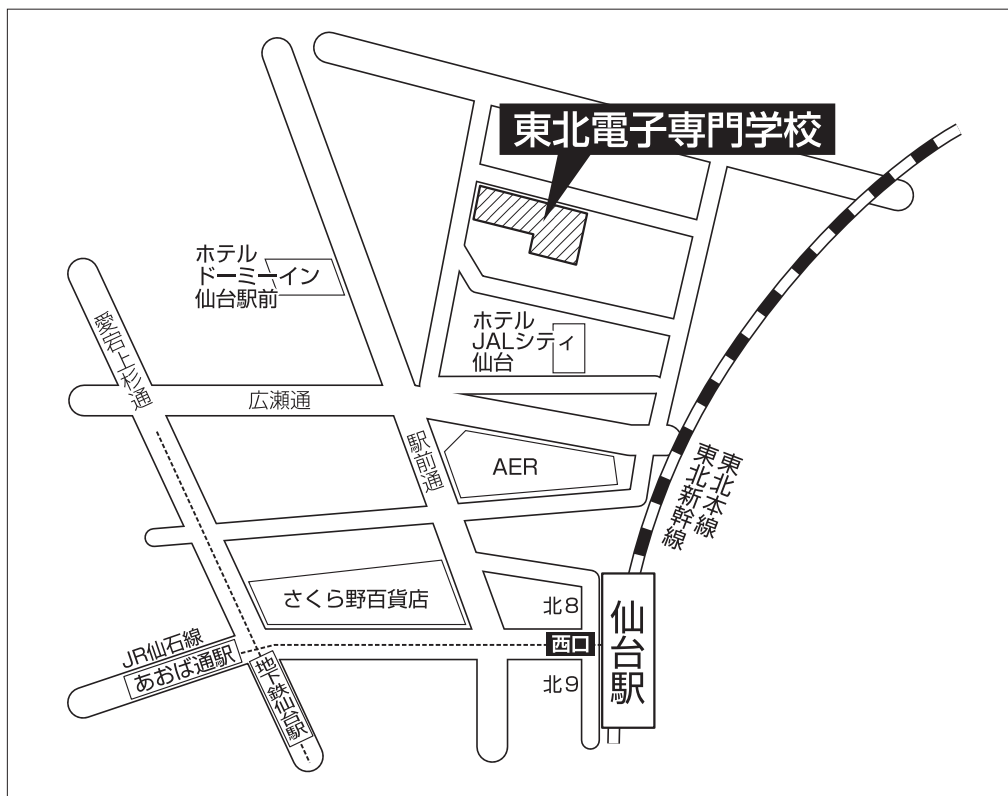 東北電子専門学校
ホテル
ドーミーイン
仙台駅前
愛宕上杉通
ホテル
JALシティ
仙台
広瀬通
駅前通
AER
東北本線
東北新幹線
さくら野百貨店
北8
仙台駅
西口
JR仙石線
あおば通駅
地下鉄仙台駅
北9